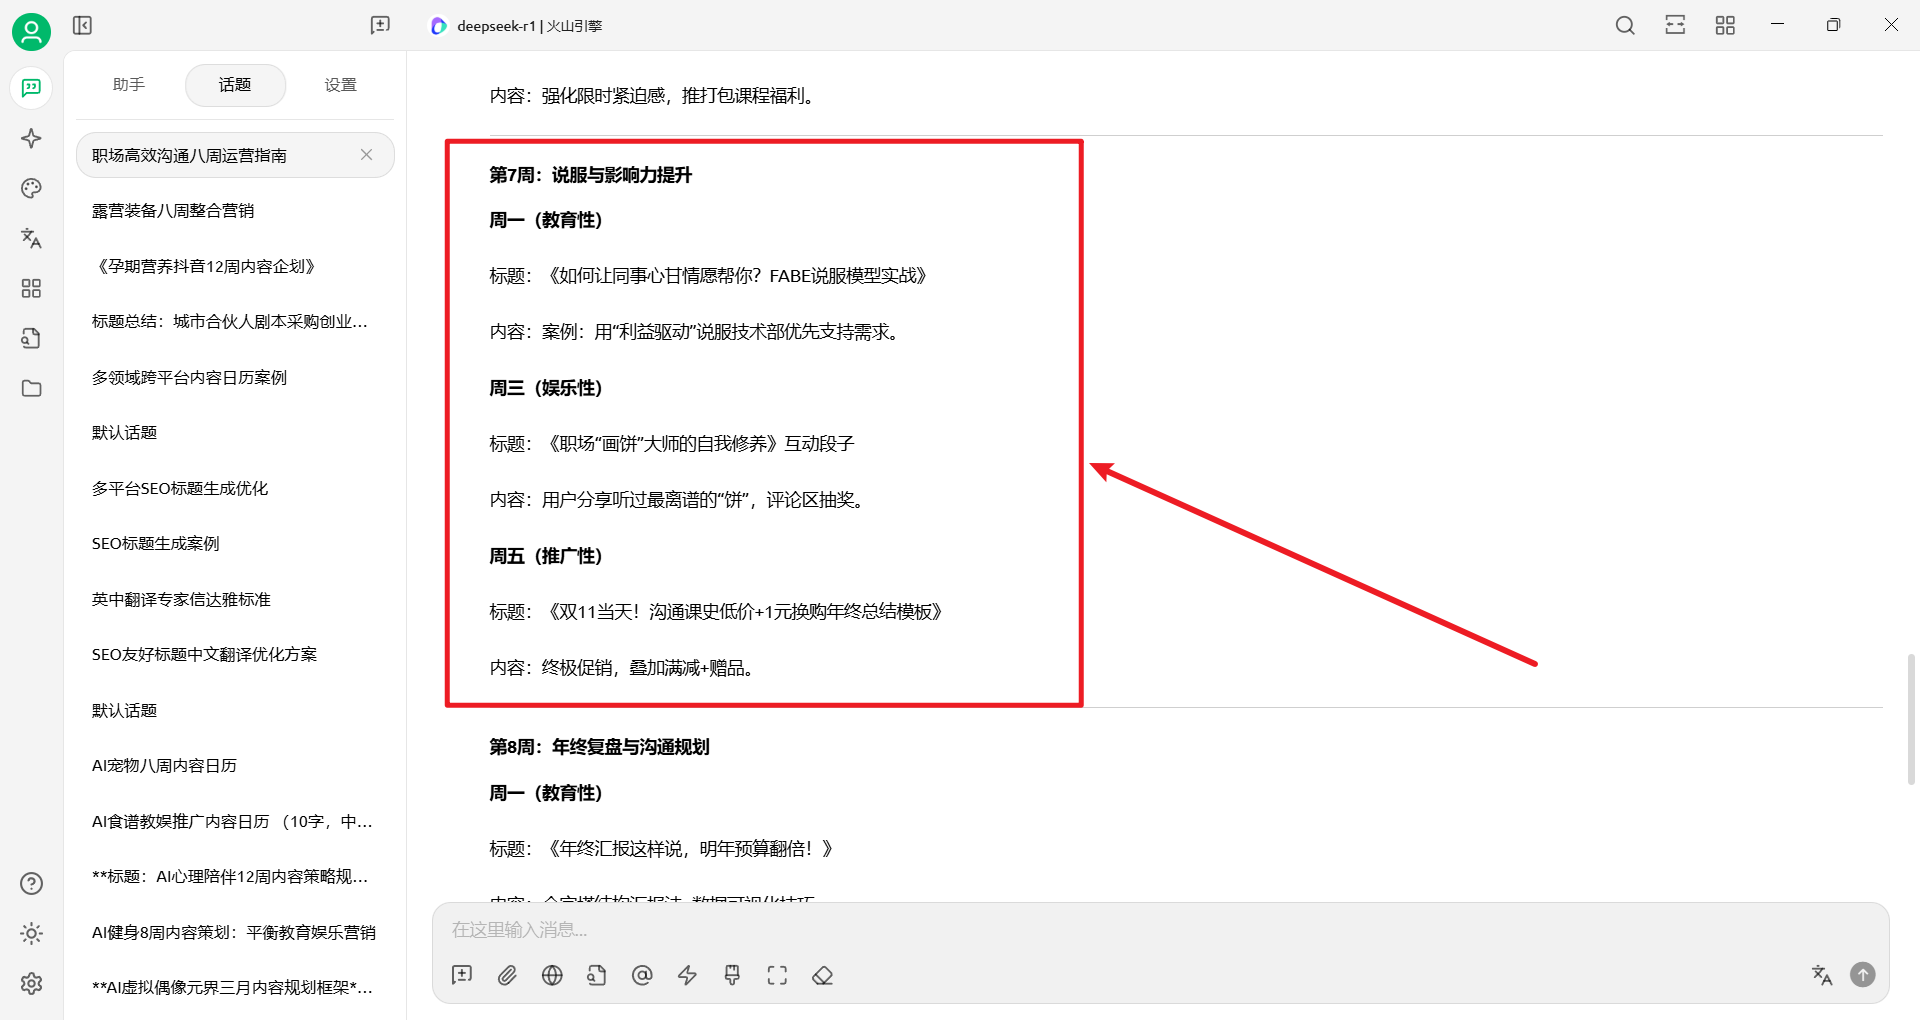 deepseek-r1 | 火山引擎
助手
话题
设置
职场高效沟通八周运营指南
露营装备八周整合营销
《孕期营养抖音12周内容企划》
标题总结：城市合伙人剧本采购创业...
多领域跨平台内容日历案例
默认话题
多平台SEO标题生成优化
SEO标题生成案例
英中翻译专家信达雅标准
SEO友好标题中文翻译优化方案
默认话题
AI宠物八周内容日历
AI食谱教娱推广内容日历 （10字，中...
**标题：AI心理陪伴12周内容策略规...
AI健身8周内容策划：平衡教育娱乐营销
**AI虚拟偶像元界三月内容规划框架*...
内容：强化限时紧迫感，推打包课程福利。
第7周：说服与影响力提升
周一（教育性）
标题：《如何让同事心甘情愿帮你？FABE说服模型实战》
内容：案例：用“利益驱动”说服技术部优先支持需求。
周三（娱乐性）
标题：《职场“画饼”大师的自我修养》互动段子
内容：用户分享听过最离谱的“饼”，评论区抽奖。
周五（推广性）
标题：《双11当天！沟通课史低价+1元换购年终总结模板》
内容：终极促销，叠加满减+赠品。
第8周：年终复盘与沟通规划
周一（教育性）
标题：《年终汇报这样说，明年预算翻倍！》
内容：金字塔结构汇报法+数据可视化技巧
在这里输入消息...